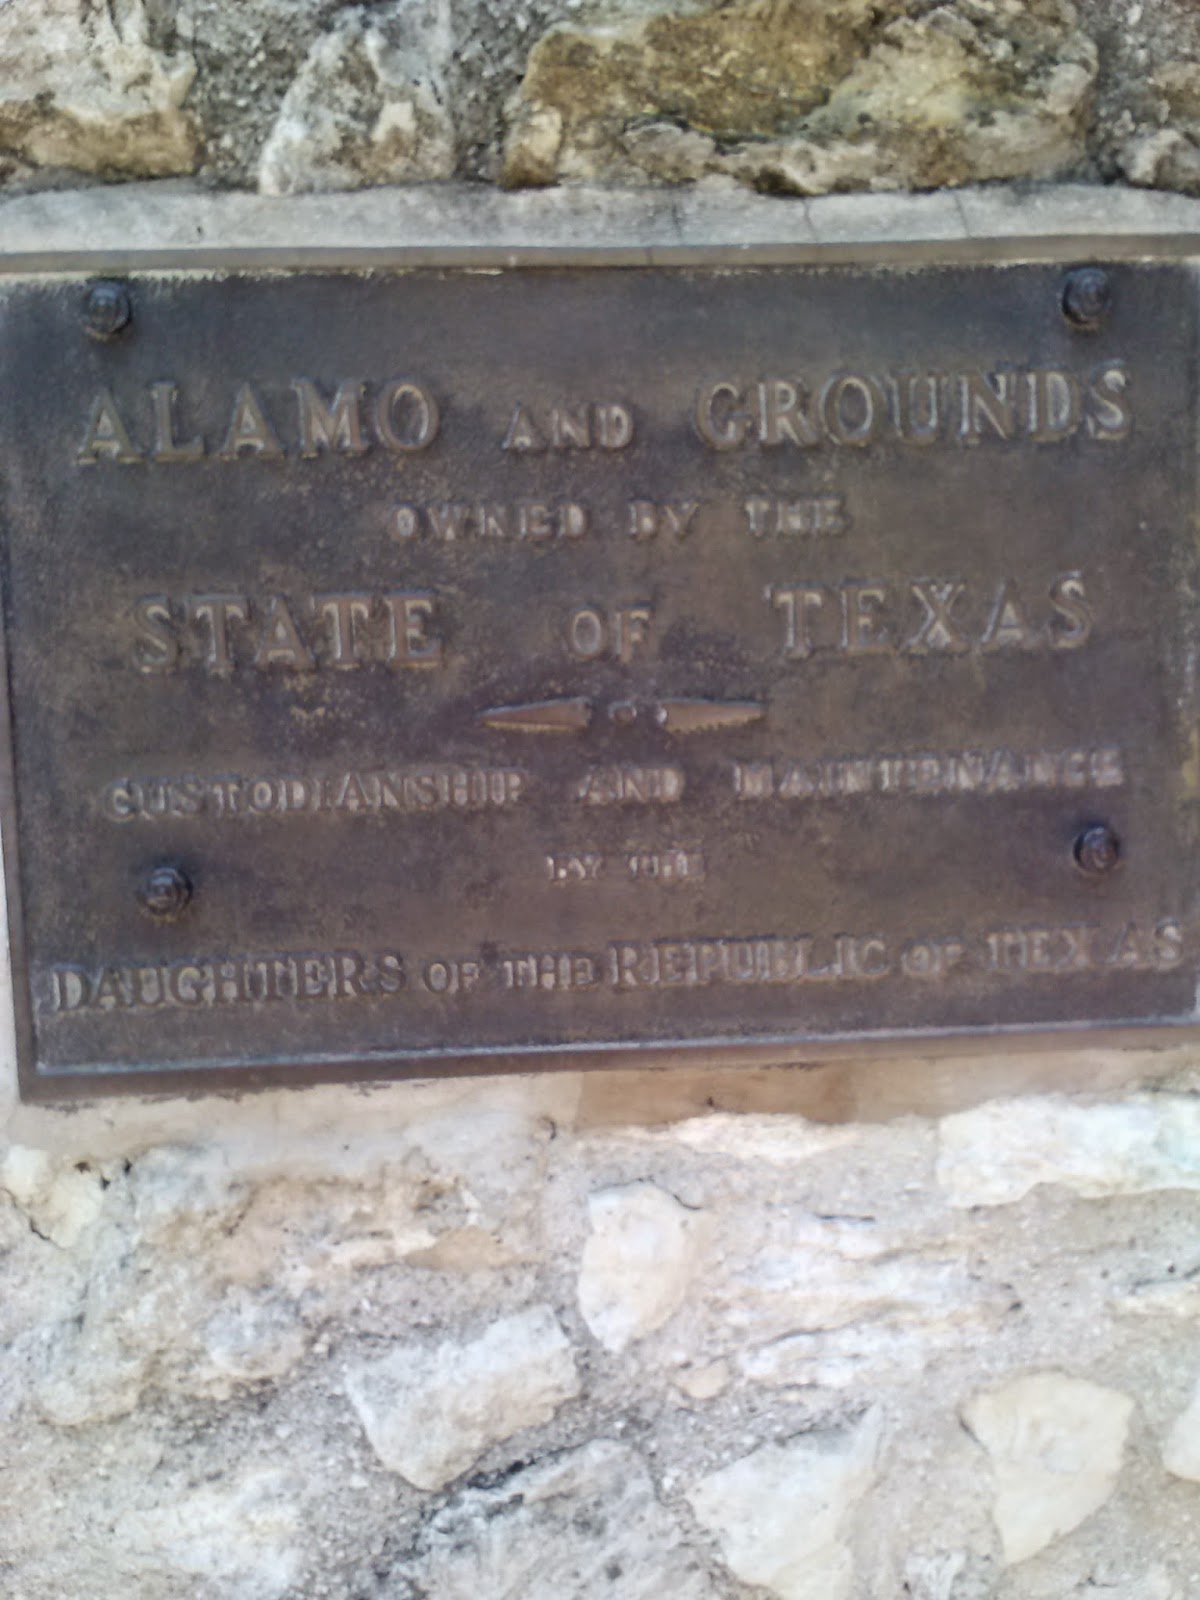 ALAMO AND GROUNDS
OWNED BY THE
STATE OF TEXAS
CUSTODIANSHIP AND MAINTENANCE
BY THE
DAUGHTERS OF THE REPUBLIC OF TEXAS